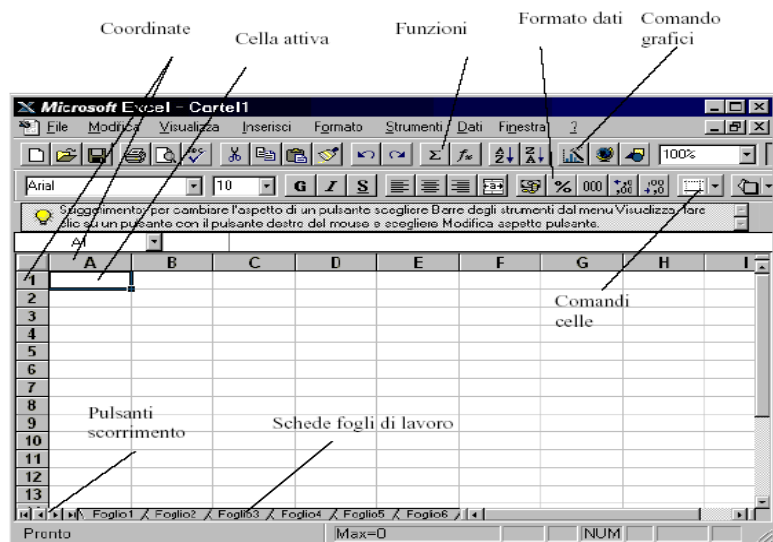 Coordinate
Cella attiva
Funzioni
Formato dati
Comando
grafici
Microsoft Excel - Cartel1
File Modifica Visualizza Inserisci Formato Strumenti Dati Finestra ?
Σ fx 100%
Arial 10 G I S % 000
Suggerimento: per cambiare l'aspetto di un pulsante scegliere Barre degli strumenti dal menu Visualizza, fare
clic su un pulsante con il pulsante destro del mouse e scegliere Modifica aspetto pulsante.
A1
A B C D E F G H I
1
2
3
4
5
6
7
8
9
10
11
12
13
Comandi
celle
Pulsanti
scorrimento
Schede fogli di lavoro
Foglio1 Foglio2 Foglio3 Foglio4 Foglio5 Foglio6
Pronto Max=0 NUM